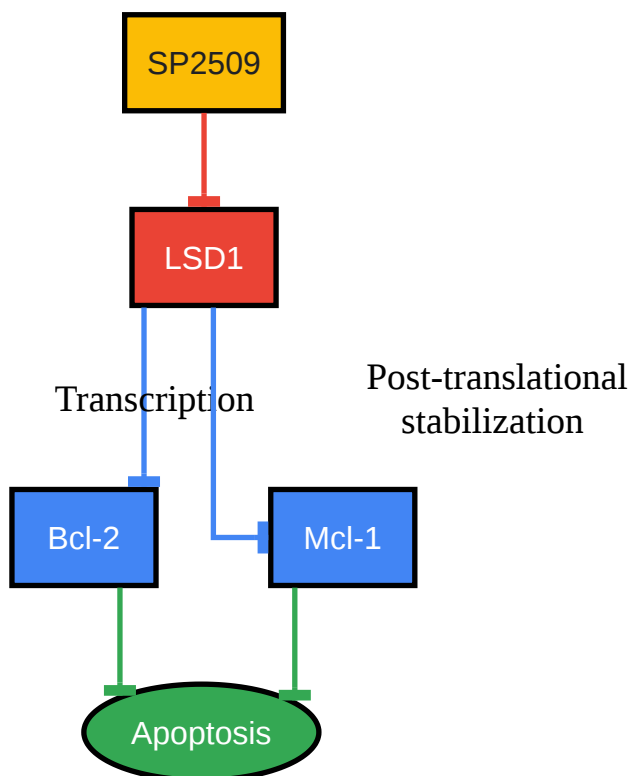 SP2509
LSD1
Transcription
Post-translational
stabilization
Bcl-2
Mcl-1
Apoptosis